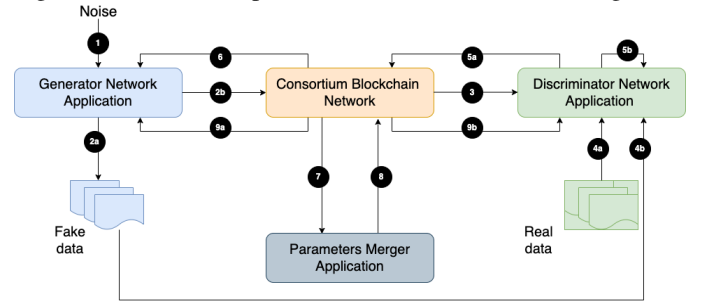 Noise
1
6
5a
5b
Generator Network
Application
2b
Consortium Blockchain
Network
3
Discriminator Network
Application
9a
9b
2a
4a
4b
7
8
Fake
data
Real
data
Parameters Merger
Application